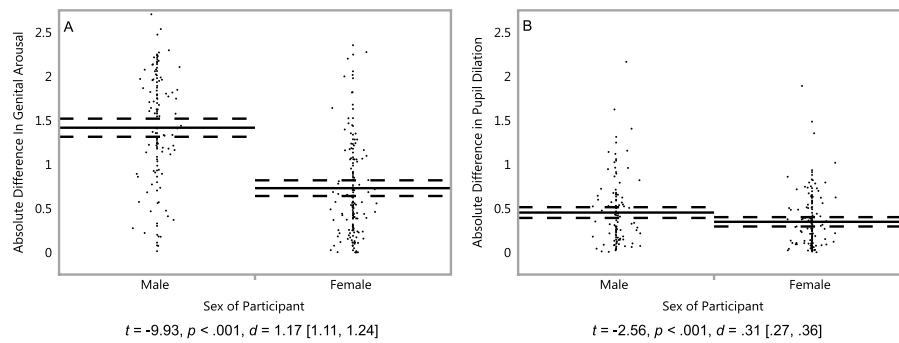 A
Absolute Difference In Genital Arousal
2.5
2
1.5
1
0.5
0
Male
Female
Sex of Participant
t = -9.93, p < .001, d = 1.17 [1.11, 1.24]
B
Absolute Difference in Pupil Dilation
2.5
2
1.5
1
0.5
0
Male
Female
Sex of Participant
t = -2.56, p < .001, d = .31 [.27, .36]